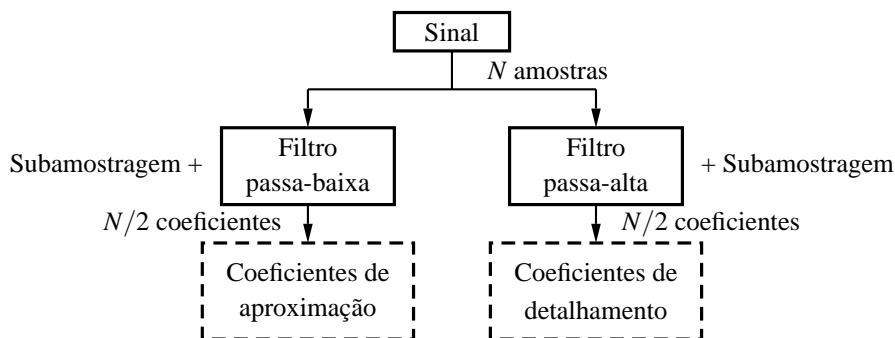 Sinal
N amostras
Subamostragem +
Filtro
passa-baixa
Filtro
passa-alta
+ Subamostragem
N/2 coeficientes
N/2 coeficientes
Coeficientes de
aproximação
Coeficientes de
detalhamento